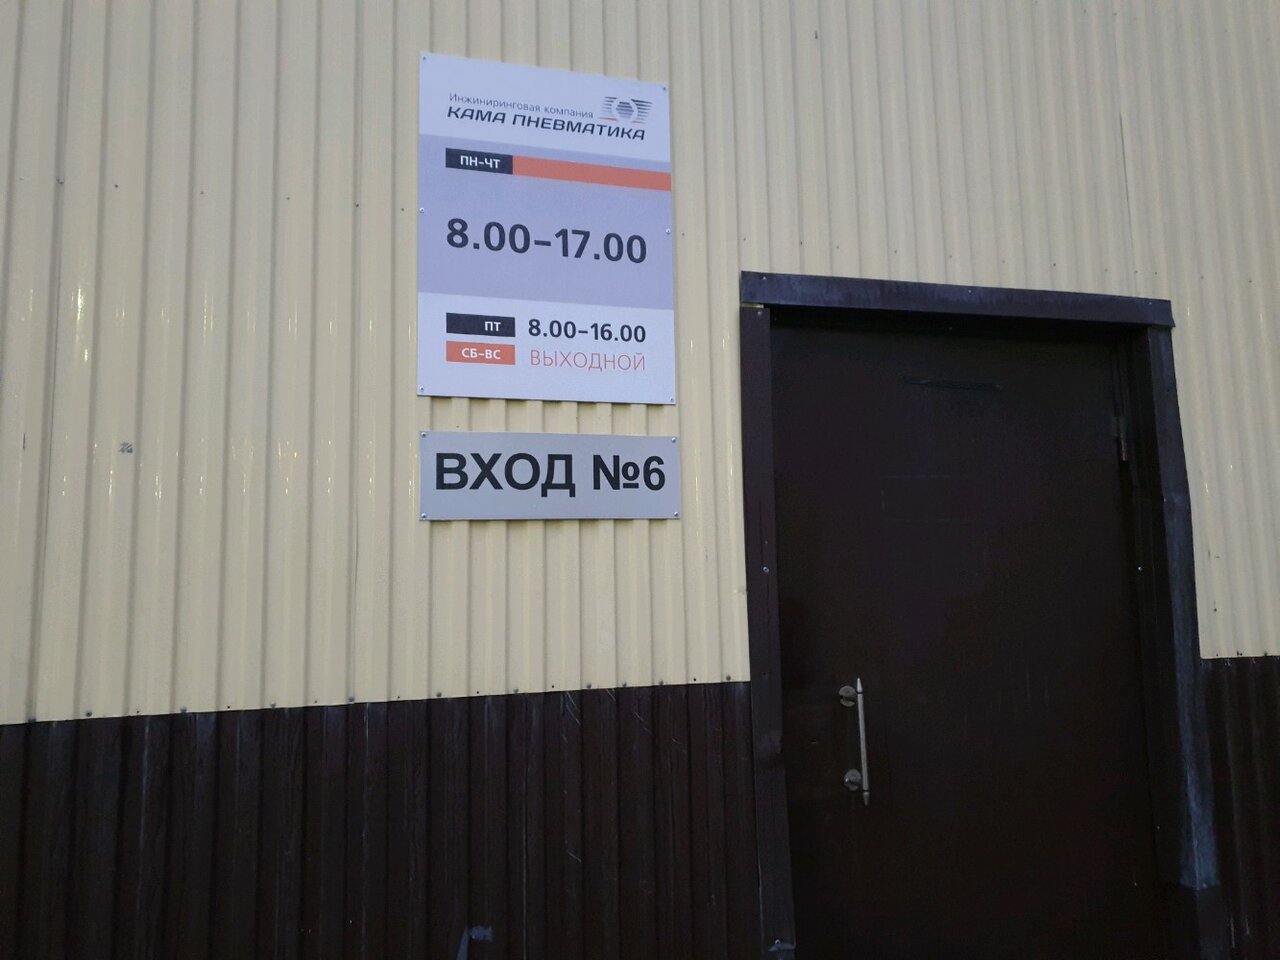 Инжиниринговая компания
КАМА ПНЕВМАТИКА
ПН-ЧТ
8.00-17.00
ПТ 8.00-16.00
СБ-ВС ВЫХОДНОЙ
ВХОД №6